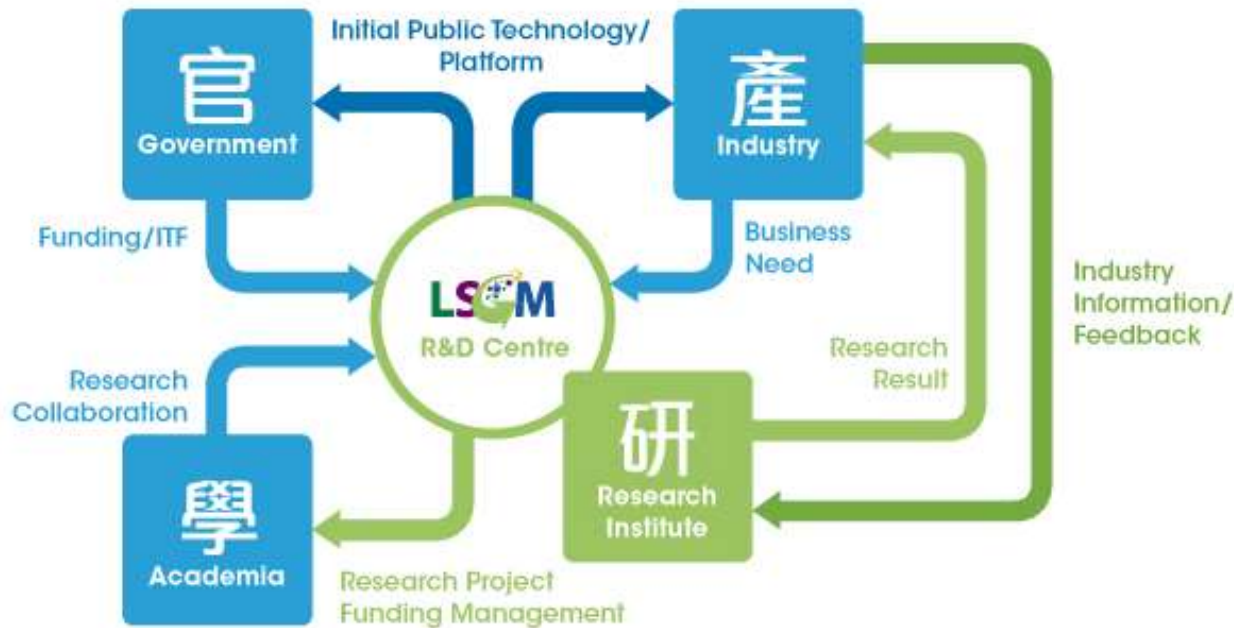 Initial Public Technology/
Platform
官
Government
產
Industry
Funding/ITF
Business
Need
LSCM
R&D Centre
Industry
Information/
Feedback
Research
Result
Research
Collaboration
研
Research
Institute
學
Academia
Research Project
Funding Management